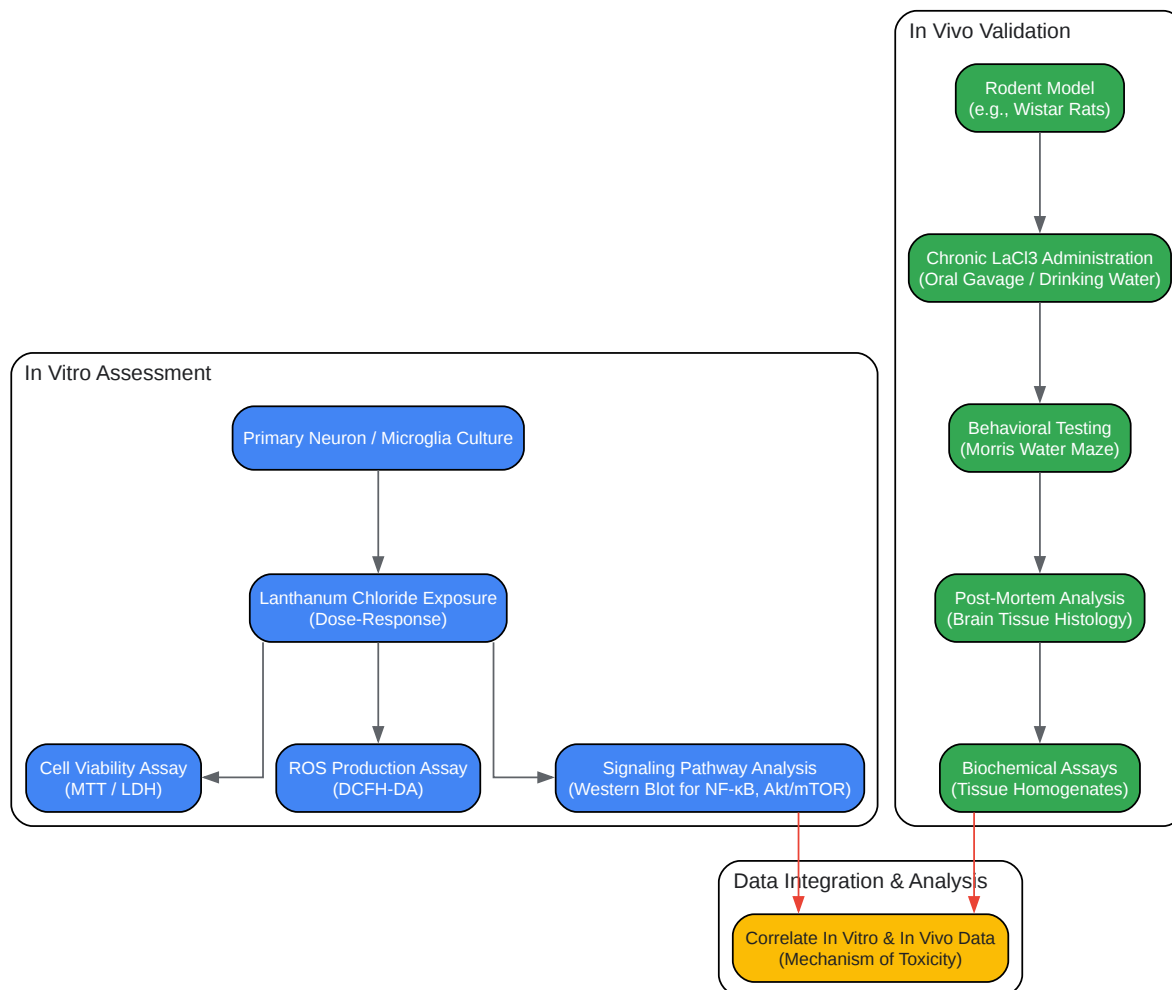 In Vivo Validation
Rodent Model
(e.g., Wistar Rats)
Chronic LaCl3 Administration
(Oral Gavage / Drinking Water)
Behavioral Testing
(Morris Water Maze)
Post-Mortem Analysis
(Brain Tissue Histology)
Biochemical Assays
(Tissue Homogenates)
In Vitro Assessment
Primary Neuron / Microglia Culture
Lanthanum Chloride Exposure
(Dose-Response)
Cell Viability Assay
(MTT / LDH)
ROS Production Assay
(DCFH-DA)
Signaling Pathway Analysis
(Western Blot for NF-κB, Akt/mTOR)
Data Integration & Analysis
Correlate In Vitro & In Vivo Data
(Mechanism of Toxicity)